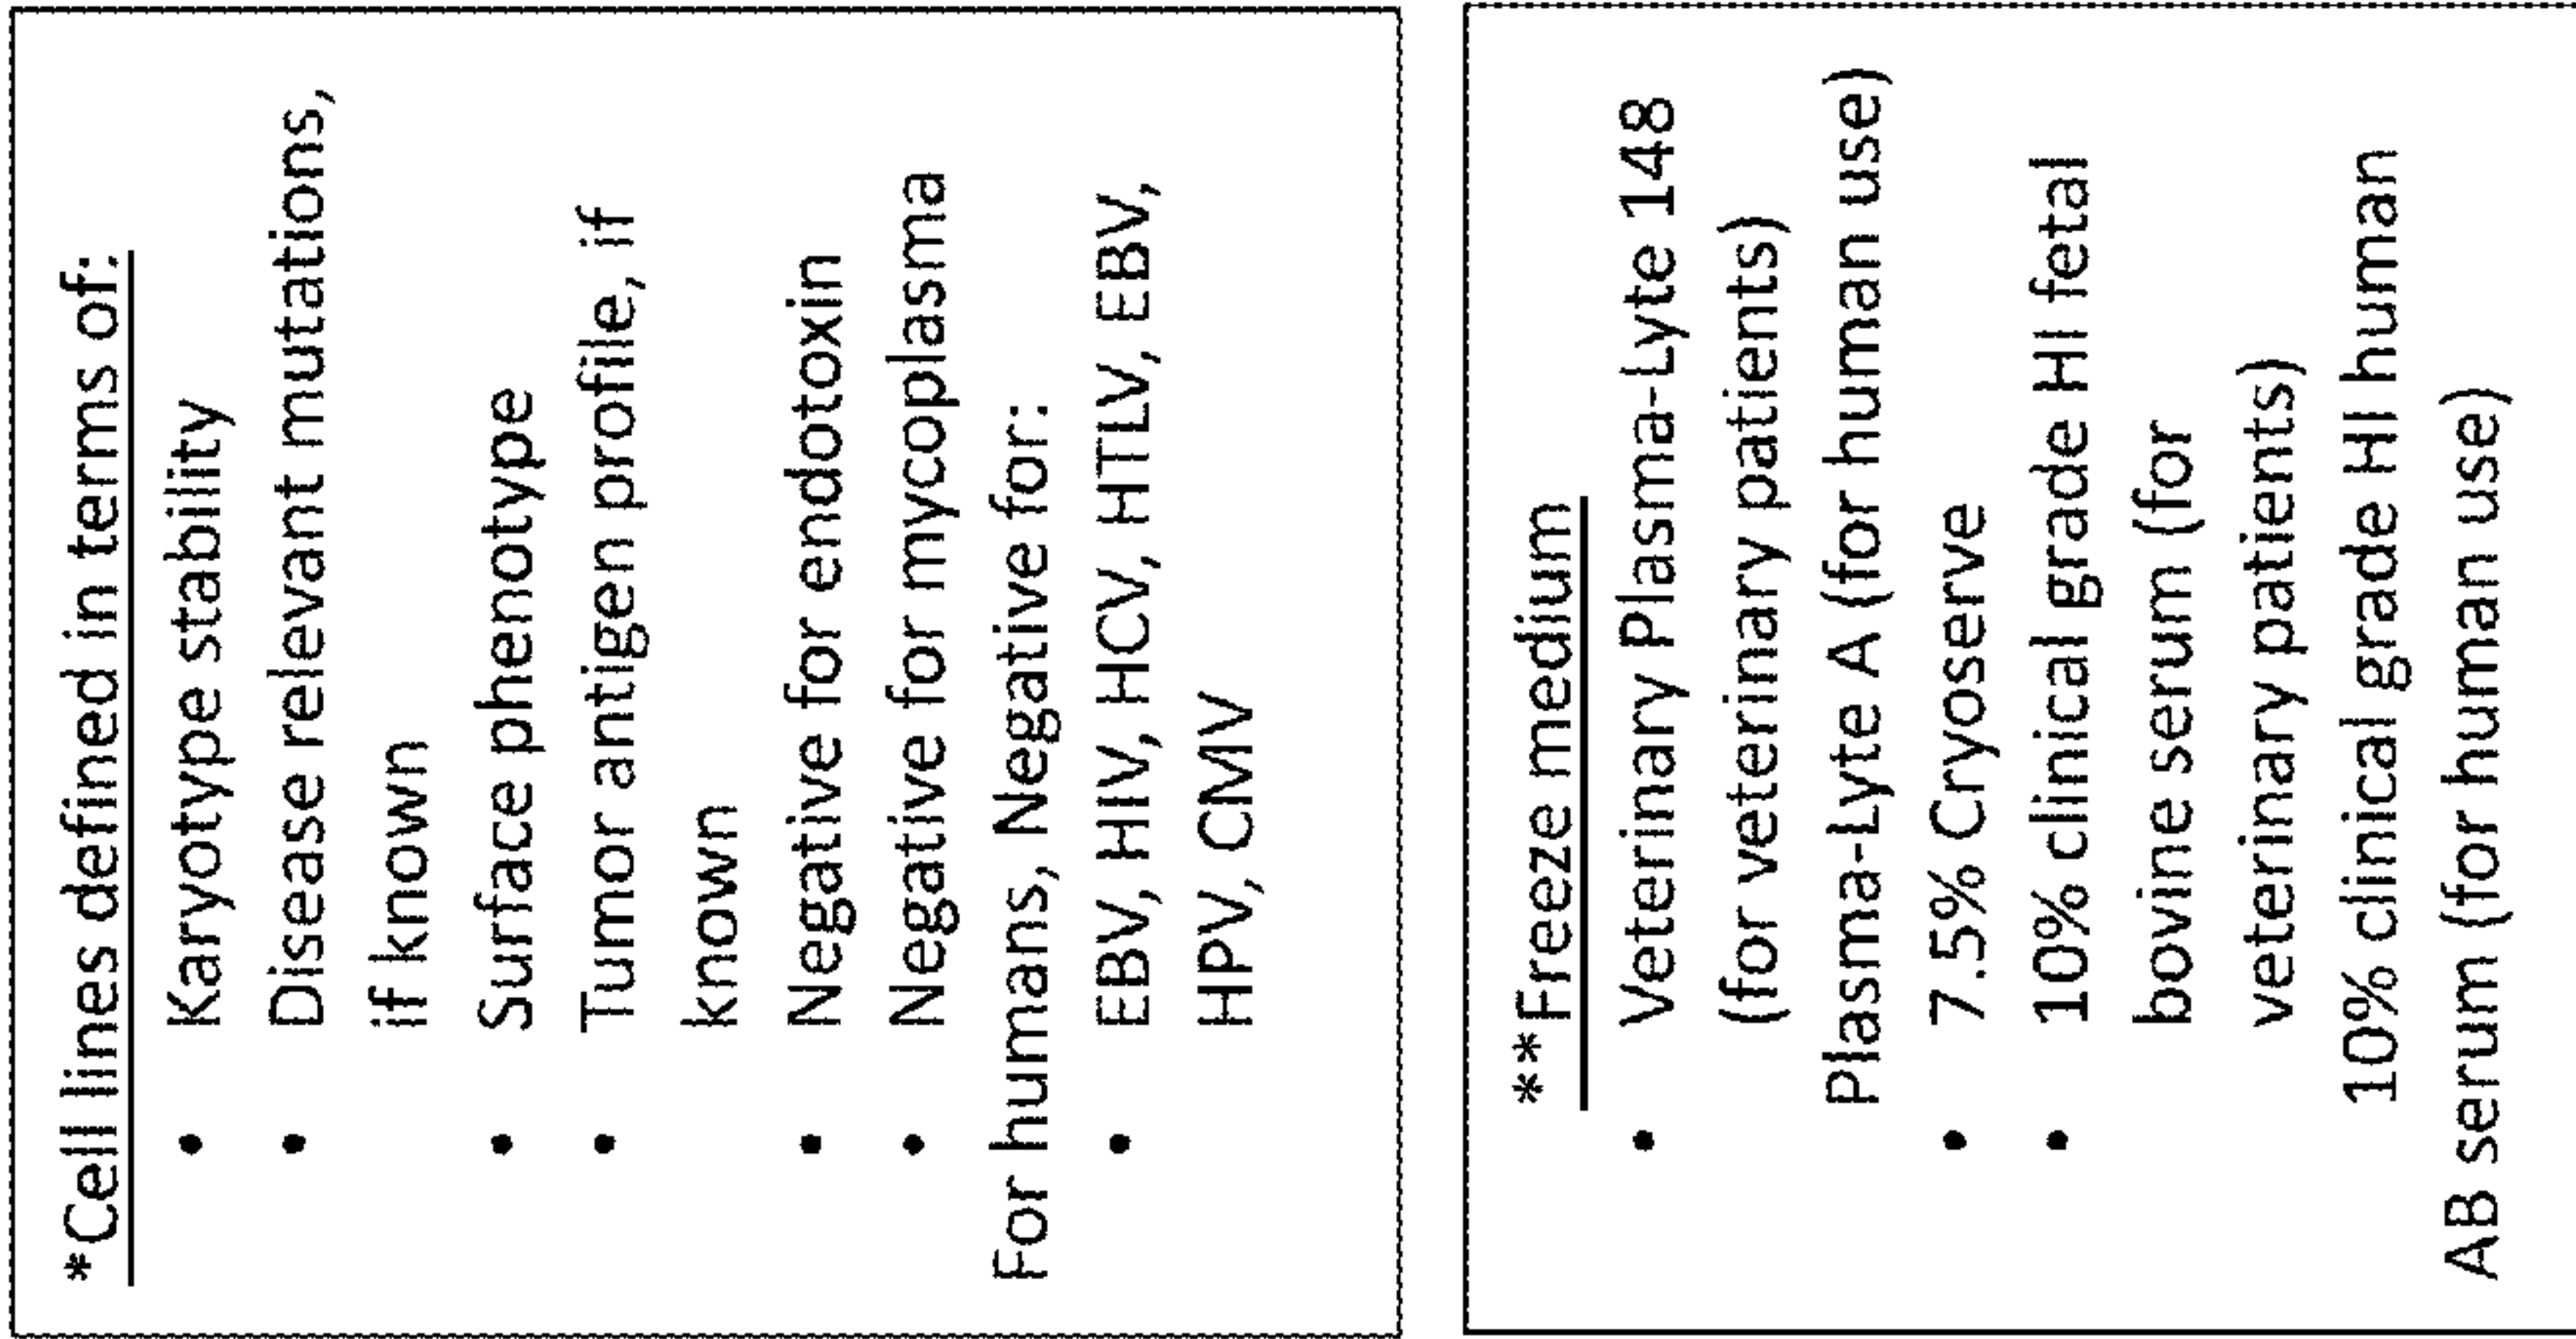 *Cell lines defined in terms of:
• Karyotype stability
• Disease relevant mutations,
if known
• Surface phenotype
• Tumor antigen profile, if
known
• Negative for endotoxin
• Negative for mycoplasma
For humans, Negative for:
• EBV, HIV, HCV, HTLV, EBV,
HPV, CMV
**Freeze medium
• Veterinary Plasma-Lyte 148
(for veterinary patients)
Plasma-Lyte A (for human use)
• 7.5% Cryoserve
• 10% clinical grade HI fetal
bovine serum (for
veterinary patients)
10% clinical grade HI human
AB serum (for human use)